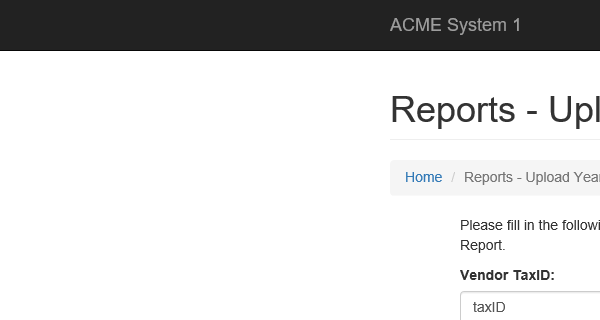 ACME System 1
Reports - Upl
Home / Reports - Upload Year
Please fill in the followi
Report.
Vendor TaxID:
taxID